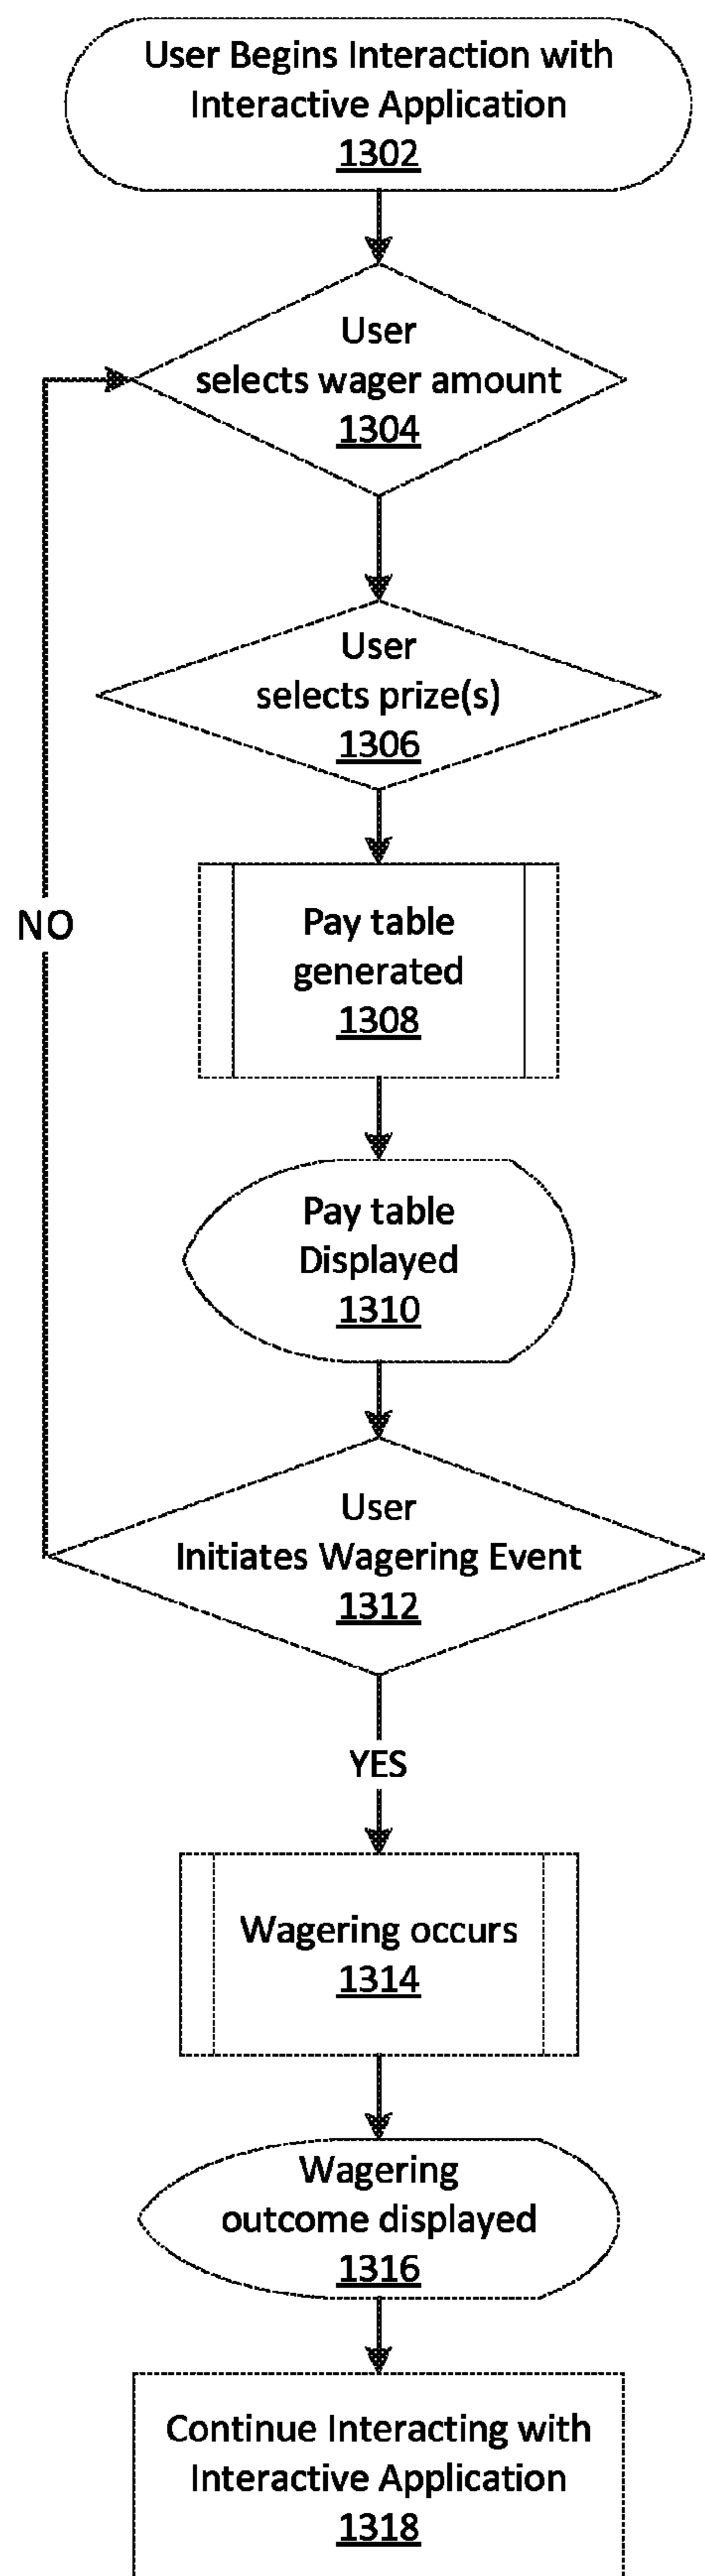 User Begins Interaction with
Interactive Application
1302
User
selects wager amount
1304
User
selects prize(s)
1306
NO
Pay table
generated
1308
Pay table
Displayed
1310
User
Initiates Wagering Event
1312
YES
Wagering occurs
1314
Wagering
outcome displayed
1316
Continue Interacting with
Interactive Application
1318